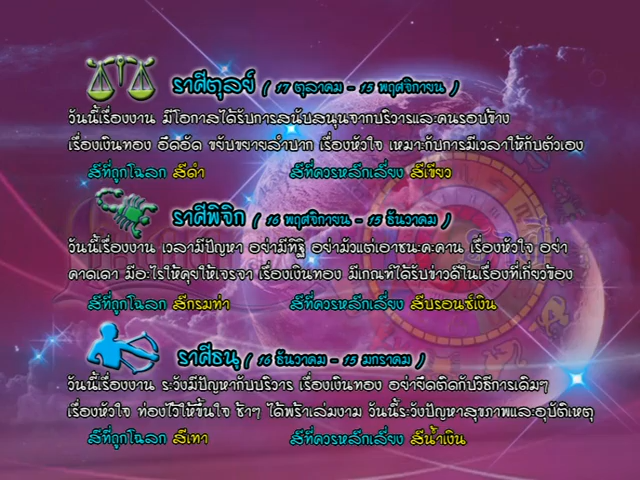 ราศีตุลย์ ( 17 ตุลาคม - 15 พฤศจิกายน )
วันนี้เรื่องงาน มีโอกาสได้รับการสนับสนุนจากบริวารและคนรอบข้าง
เรื่องเงินทอง อึดอัด ขยับขยายลำบาก เรื่องหัวใจ เหมาะกับการมีเวลาให้กับตัวเอง
สีที่ถูกโฉลก สีดำ สีที่ควรหลีกเลี่ยง สีเขียว
ราศีพิจิก ( 16 พฤศจิกายน - 15 ธันวาคม )
วันนี้เรื่องงาน เวลามีปัญหา อย่ามีทิฐิ อย่ามัวแต่เอาชนะคะคาน เรื่องหัวใจ อย่า
คาดเดา มีอะไรให้คุยให้เจรจา เรื่องเงินทอง มีเกณฑ์ได้รับข่าวดีในเรื่องที่เกี่ยวข้อง
สีที่ถูกโฉลก สีกรมท่า สีที่ควรหลีกเลี่ยง สีบรอนซ์เงิน
ราศีธนู ( 16 ธันวาคม - 15 มกราคม )
วันนี้เรื่องงาน ระวังมีปัญหากับบริวาร เรื่องเงินทอง อย่ายึดติดกับวิธีการเดิมๆ
เรื่องหัวใจ ท่องไว้ให้ขึ้นใจ ช้าๆ ได้พร้าเล่มงาม วันนี้ระวังปัญหาสุขภาพและอุบัติเหตุ
สีที่ถูกโฉลก สีเทา สีที่ควรหลีกเลี่ยง สีน้ำเงิน